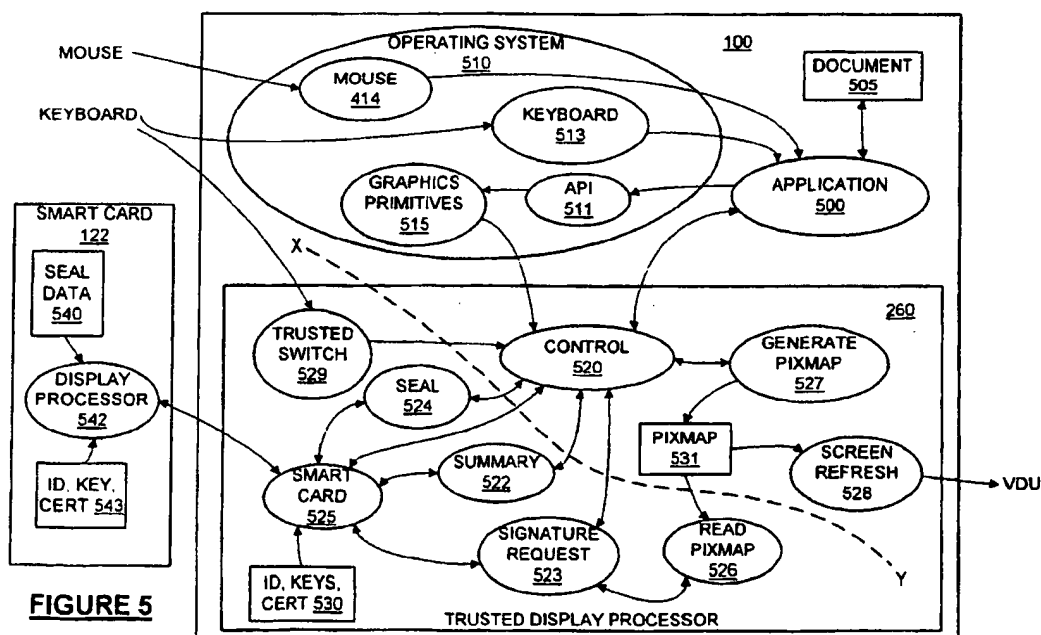 OPERATING SYSTEM
510
100
MOUSE
MOUSE
414
DOCUMENT
505
KEYBOARD
KEYBOARD
513
GRAPHICS
PRIMITIVES
515
API
511
APPLICATION
500
SMART CARD
122
SEAL
DATA
540
DISPLAY
PROCESSOR
542
ID, KEY,
CERT 543
X
260
TRUSTED
SWITCH
529
CONTROL
520
GENERATE
PIXMAP
527
SEAL
524
PIXMAP
531
SCREEN
REFRESH
528
VDU
SUMMARY
522
SMART
CARD
525
SIGNATURE
REQUEST
523
READ
PIXMAP
526
Y
ID, KEYS,
CERT 530
TRUSTED DISPLAY PROCESSOR
FIGURE 5